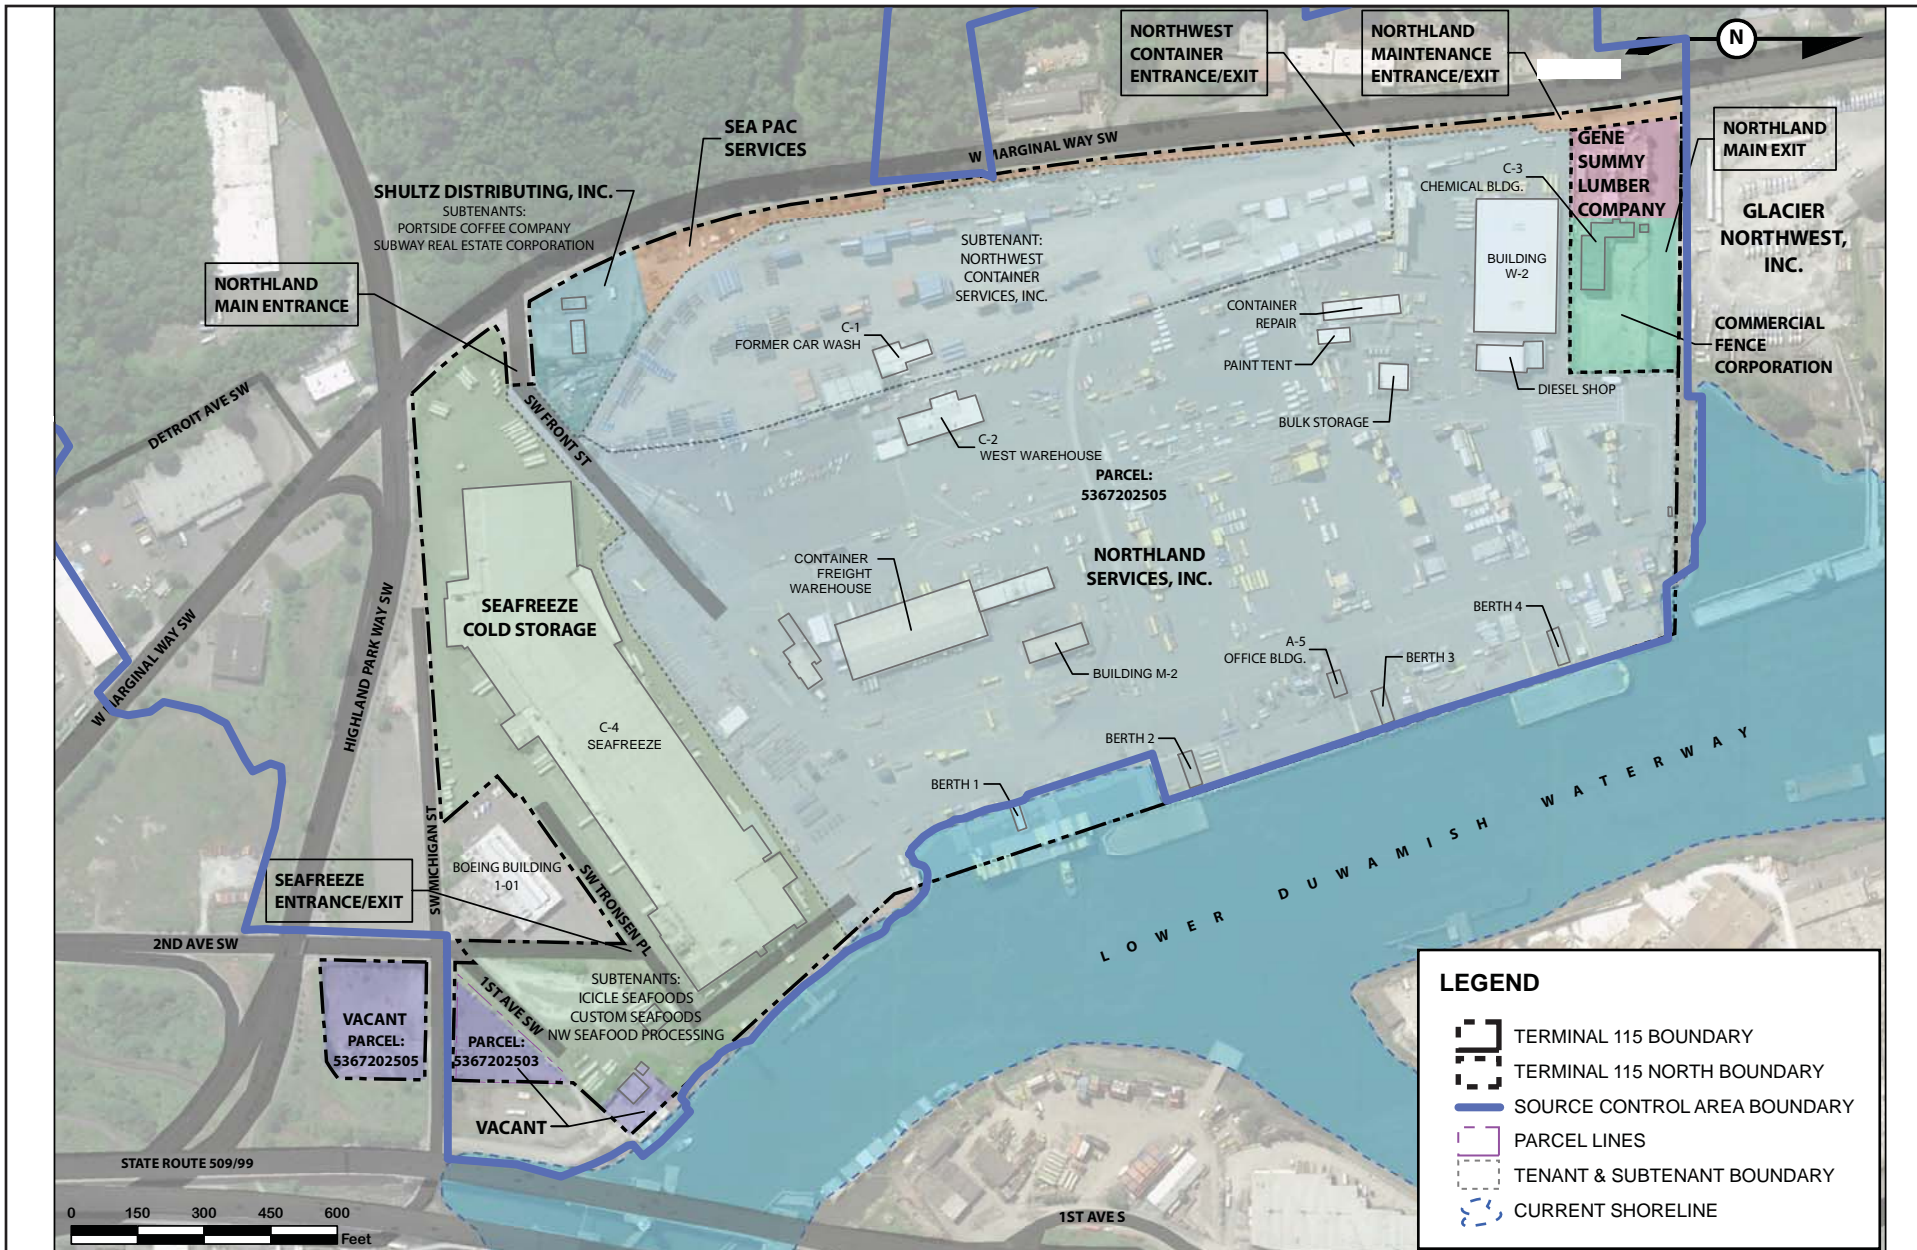 NORTHWEST
CONTAINER
ENTRANCE/EXIT
NORTHLAND
MAINTENANCE
ENTRANCE/EXIT
N
NORTHLAND
MAIN EXIT
SEA PAC
SERVICES
W MARGINAL WAY SW
GENE
SUMMY
LUMBER
COMPANY
C-3
CHEMICAL BLDG.
SHULTZ DISTRIBUTING, INC.
SUBTENANTS:
PORTSIDE COFFEE COMPANY
SUBWAY REAL ESTATE CORPORATION
GLACIER
NORTHWEST,
INC.
SUBTENANT:
NORTHWEST
CONTAINER
SERVICES, INC.
BUILDING
W-2
NORTHLAND
MAIN ENTRANCE
CONTAINER
REPAIR
C-1
FORMER CAR WASH
PAINT TENT
COMMERCIAL
FENCE
CORPORATION
DIESEL SHOP
DETROIT AVE SW
SW FRONT ST
BULK STORAGE
C-2
WEST WAREHOUSE
PARCEL:
5367202505
CONTAINER
FREIGHT
WAREHOUSE
NORTHLAND
SERVICES, INC.
SEAFREEZE
COLD STORAGE
BERTH 4
W MARGINAL WAY SW
HIGHLAND PARK WAY SW
A-5
OFFICE BLDG.
BERTH 3
BUILDING M-2
C-4
SEAFREEZE
BERTH 2
BERTH 1
LOWER DUWAMISH WATERWAY
SW MICHIGAN ST
BOEING BUILDING
1-01
SEAFREEZE
ENTRANCE/EXIT
SW TRONSEN PL
2ND AVE SW
SUBTENANTS:
ICICLE SEAFOODS
CUSTOM SEAFOODS
NW SEAFOOD PROCESSING
1ST AVE SW
VACANT
PARCEL:
5367202505
PARCEL:
5367202503
VACANT
STATE ROUTE 509/99
1ST AVE S
0 150 300 450 600
Feet
LEGEND
TERMINAL 115 BOUNDARY
TERMINAL 115 NORTH BOUNDARY
SOURCE CONTROL AREA BOUNDARY
PARCEL LINES
TENANT & SUBTENANT BOUNDARY
CURRENT SHORELINE